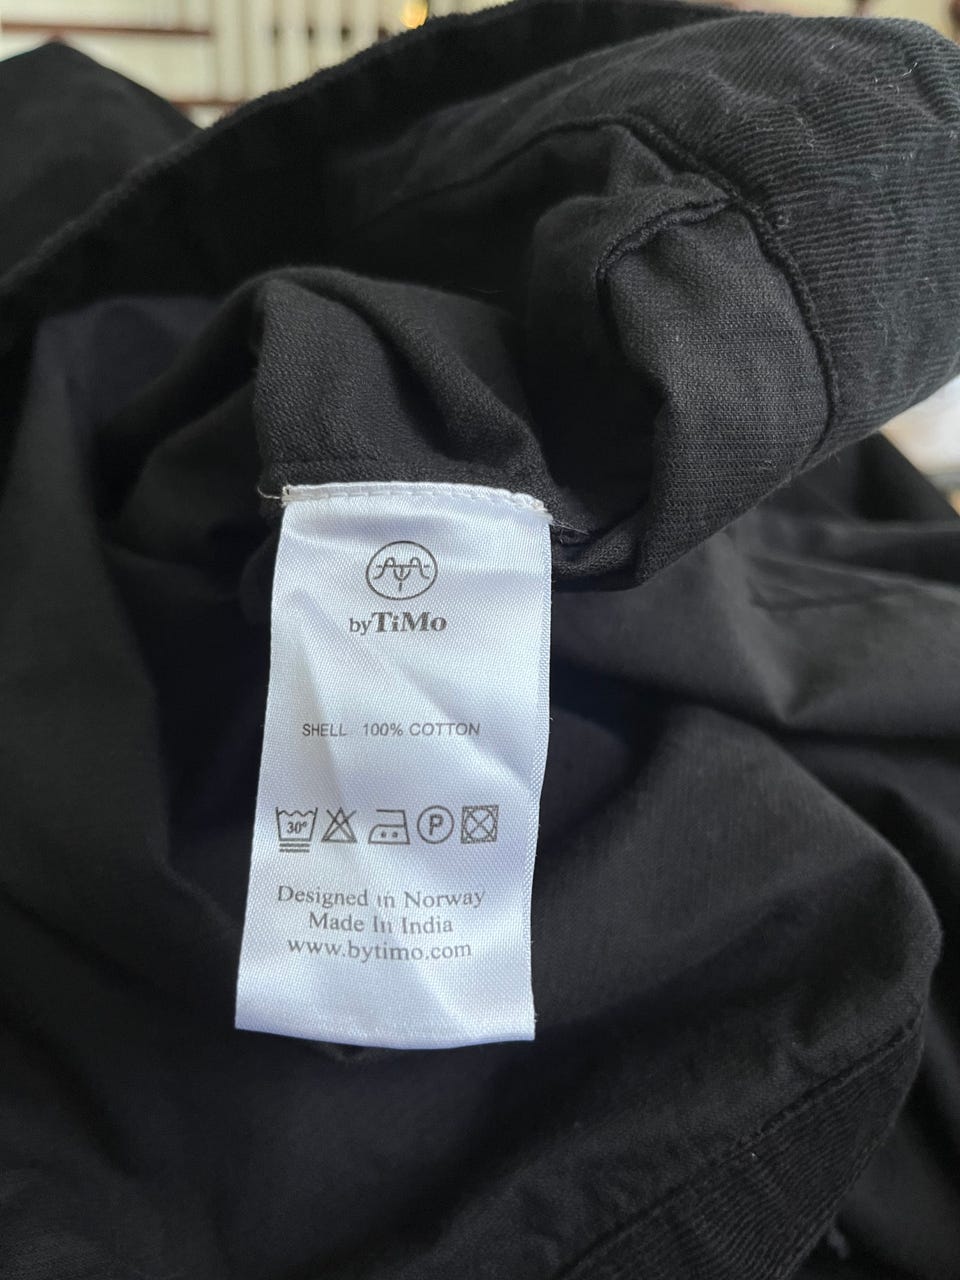 byTiMo
SHELL 100% COTTON
30° P
Designed in Norway
Made In India
www.bytimo.com